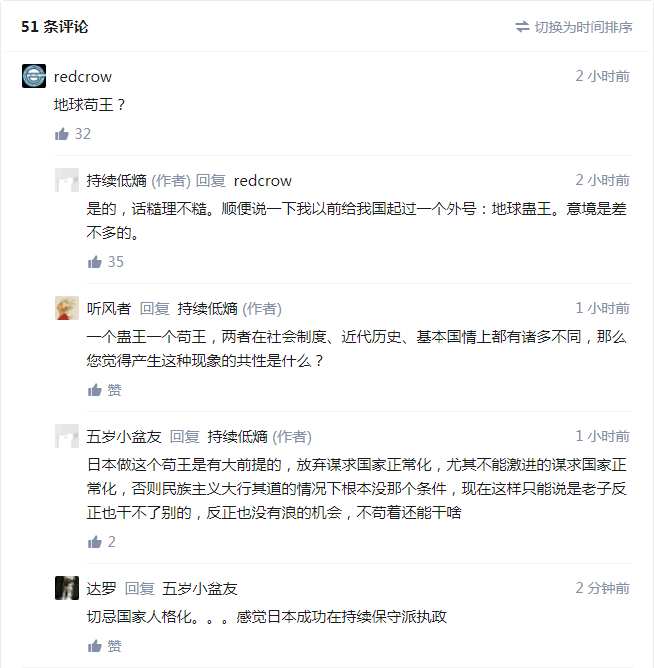 51 条评论
切换为时间排序
redcrow
2 小时前
地球苟王？
32
持续低熵 (作者) 回复 redcrow
2 小时前
是的，话糙理不糙。顺便说一下我以前给我国起过一个外号：地球蛊王。意境是差
不多的。
35
听风者 回复 持续低熵 (作者)
1 小时前
一个蛊王一个苟王，两者在社会制度、近代历史、基本国情上都有诸多不同，那么
您觉得产生这种现象的共性是什么？
赞
五岁小盆友 回复 持续低熵 (作者)
1 小时前
日本做这个苟王是有大前提的，放弃谋求国家正常化，尤其不能激进的谋求国家正
常化，否则民族主义大行其道的情况下根本没那个条件，现在这样只能说是老子反
正也干不了别的，反正也没有浪的机会，不苟着还能干啥
2
达罗 回复 五岁小盆友
2 分钟前
切忌国家人格化。。。感觉日本成功在持续保守派执政
赞